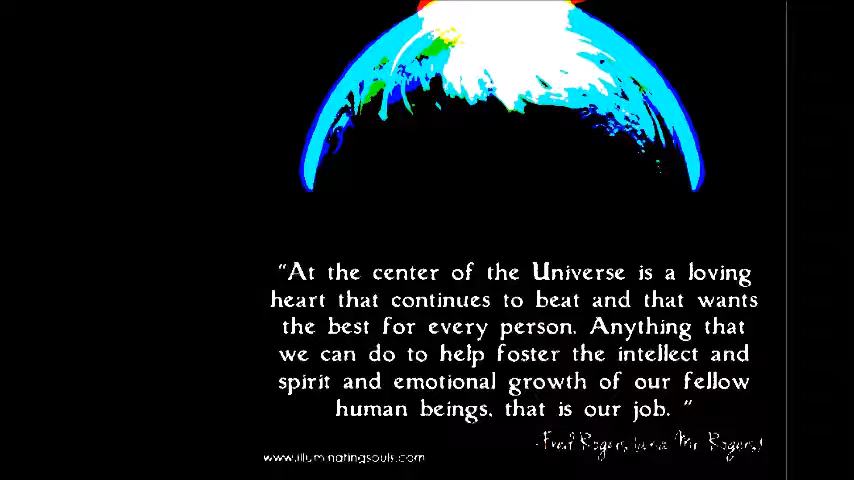 "At the center of the Universe is a loving
heart that continues to beat and that wants
the best for every person. Anything that
we can do to help foster the intellect and
spirit and emotional growth of our fellow
human beings, that is our job. "
-Fred Rogers (a.k.a. Mr. Rogers)
www.illuminatingsouls.com